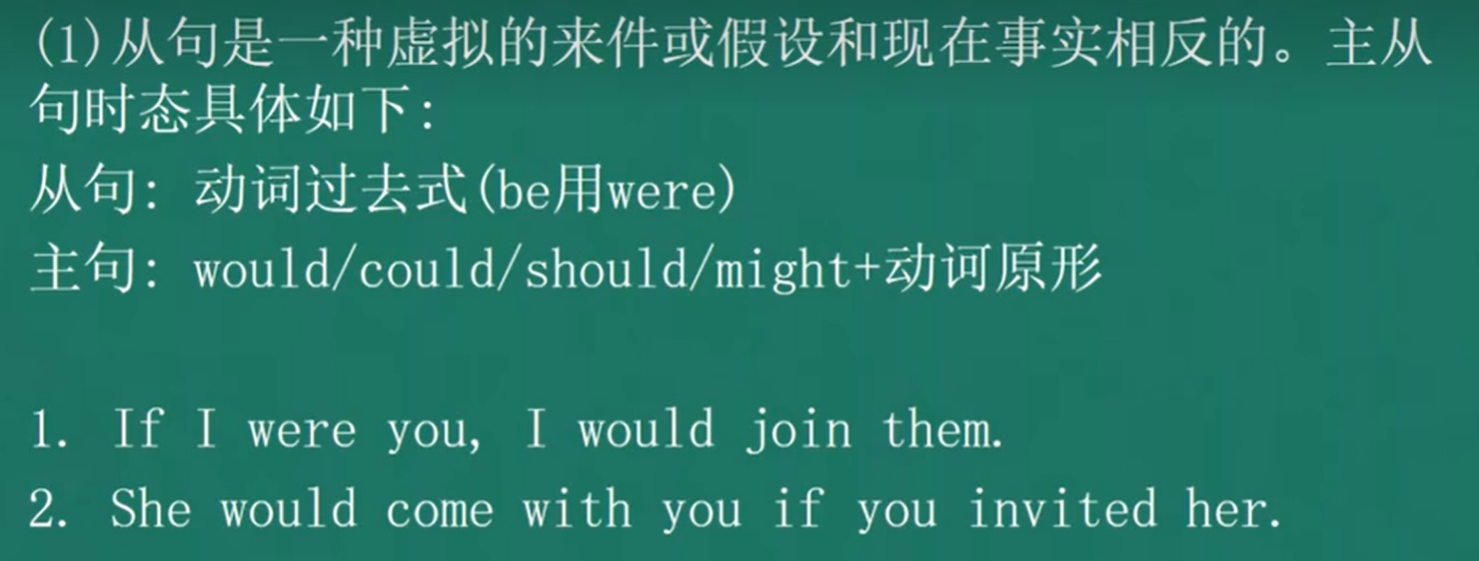 (1)从句是一种虚拟的来件或假设和现在事实相反的。主从
句时态具体如下：
从句：动词过去式(be用were)
主句：would/could/should/might+动诃原形
1. If I were you, I would join them.
2. She would come with you if you invited her.